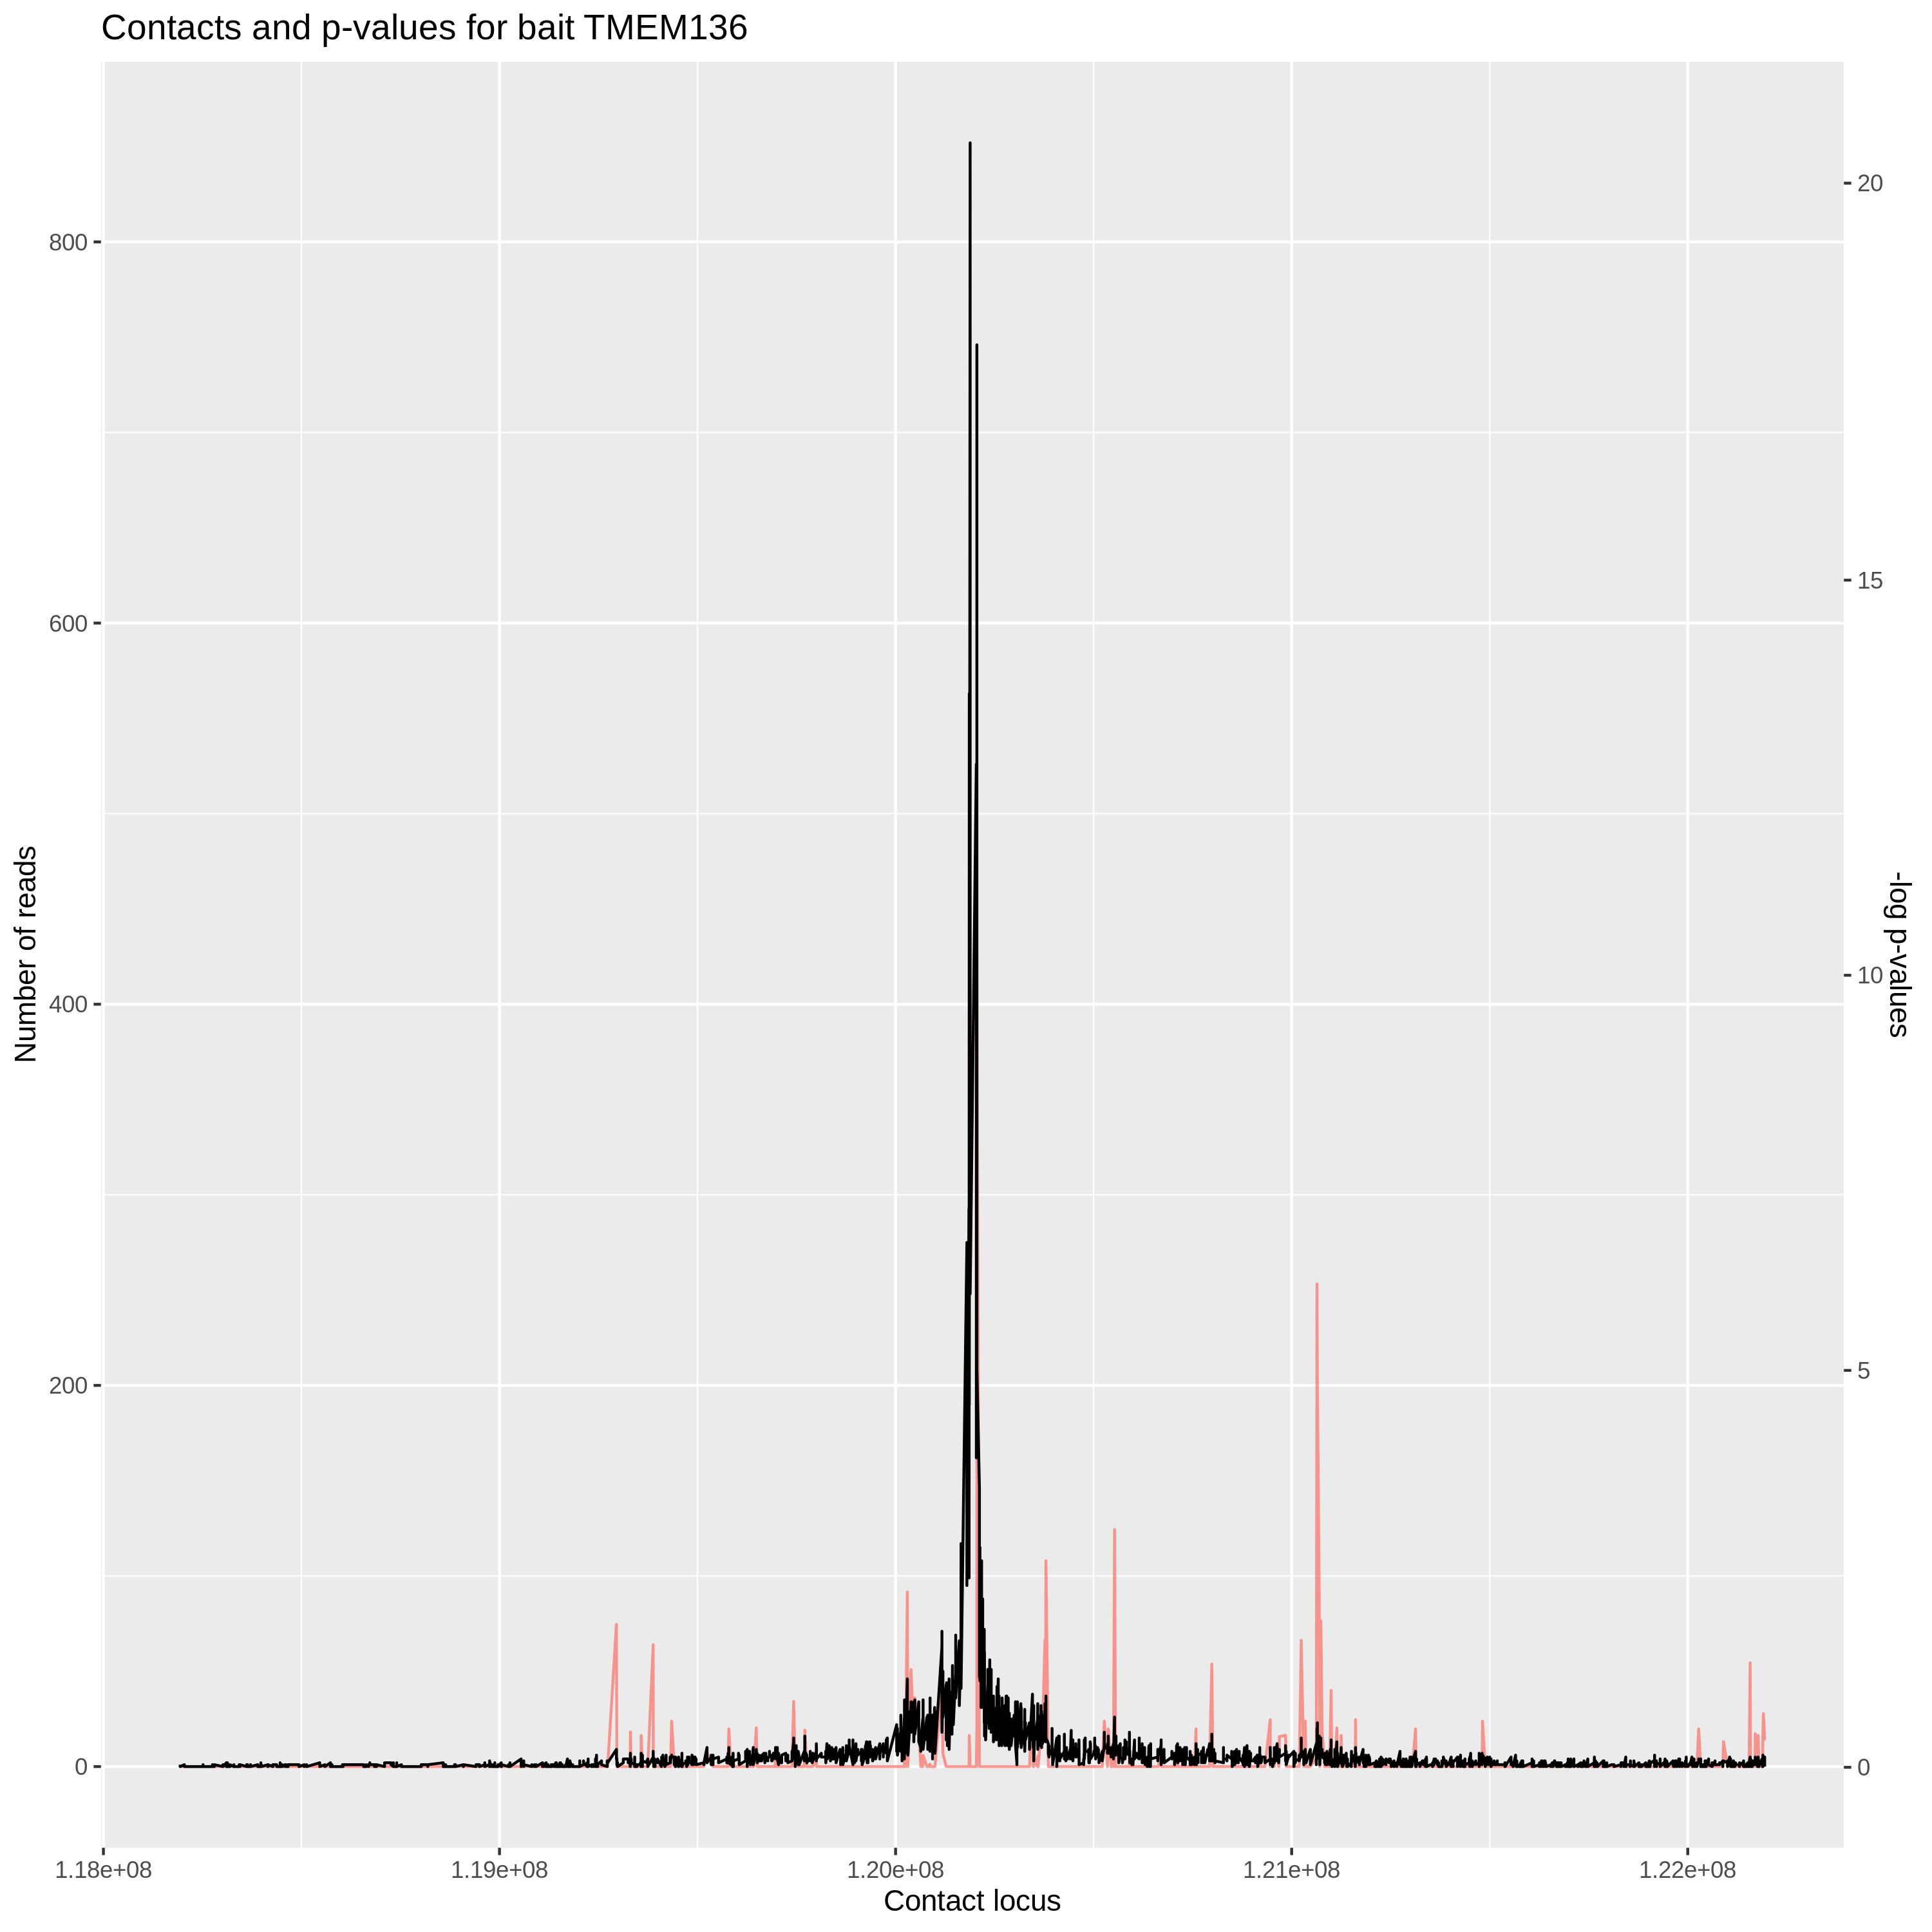 Contacts and p-values for bait TMEM136
Number of reads
800
600
400
200
0
20
15
10
5
0
-log p-values
1.18e+08
1.19e+08
1.20e+08
1.21e+08
1.22e+08
Contact locus